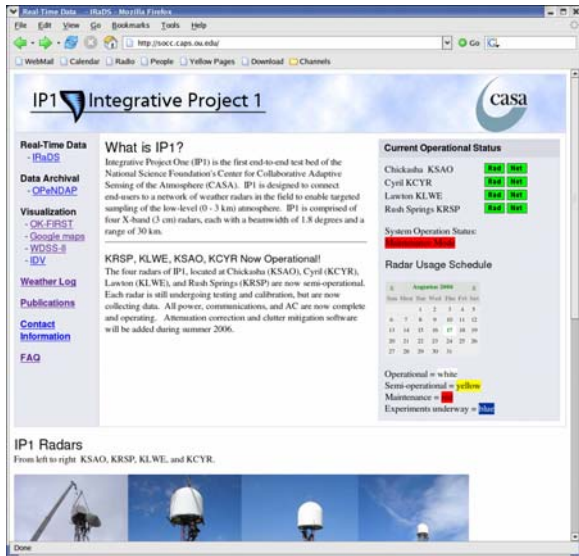 Real-Time Data - IRaDS - Mozilla Firefox
File Edit View Go Bookmarks Tools Help
http://socc.caps.ou.edu/
Go
WebMail Calendar Radio People Yellow Pages Download Channels
IP1 Integrative Project 1
casa
Real-Time Data
- IRaDS
Data Archival
- OPeNDAP
Visualization
- OK-FIRST
- Google maps
- WDSS-II
- IDV
Weather Log
Publications
Contact
Information
FAQ
What is IP1?
Integrative Project One (IP1) is the first end-to-end test bed of the
National Science Foundation's Center for Collaborative Adaptive
Sensing of the Atmosphere (CASA). IP1 is designed to connect
end-users to a network of weather radars in the field to enable targeted
sampling of the low-level (0 - 3 km) atmosphere. IP1 is comprised of
four X-band (3 cm) radars, each with a beamwidth of 1.8 degrees and a
range of 30 km.
KRSP, KLWE, KSAO, KCYR Now Operational!
The four radars of IP1, located at Chickasha (KSAO), Cyril (KCYR),
Lawton (KLWE), and Rush Springs (KRSP) are now semi-operational.
Each radar is still undergoing testing and calibration, but are now
collecting data. All power, communications, and AC are now complete
and operating. Attenuation correction and clutter mitigation software
will be added during summer 2006.
Current Operational Status
Chickasha KSAO Rad Net
Cyril KCYR Rad Net
Lawton KLWE Rad Net
Rush Springs KRSP Rad Net
System Operation Status:
Maintenance Mode
Radar Usage Schedule
Augustus 2006
Sun Mon Tue Wed Thu Fri Sat
1 2 3 4 5
6 7 8 9 10 11 12
13 14 15 16 17 18 19
20 21 22 23 24 25 26
27 28 29 30 31
Operational = white
Semi-operational = yellow
Maintenance = red
Experiments underway = blue
IP1 Radars
From left to right KSAO, KRSP, KLWE, and KCYR.
Done